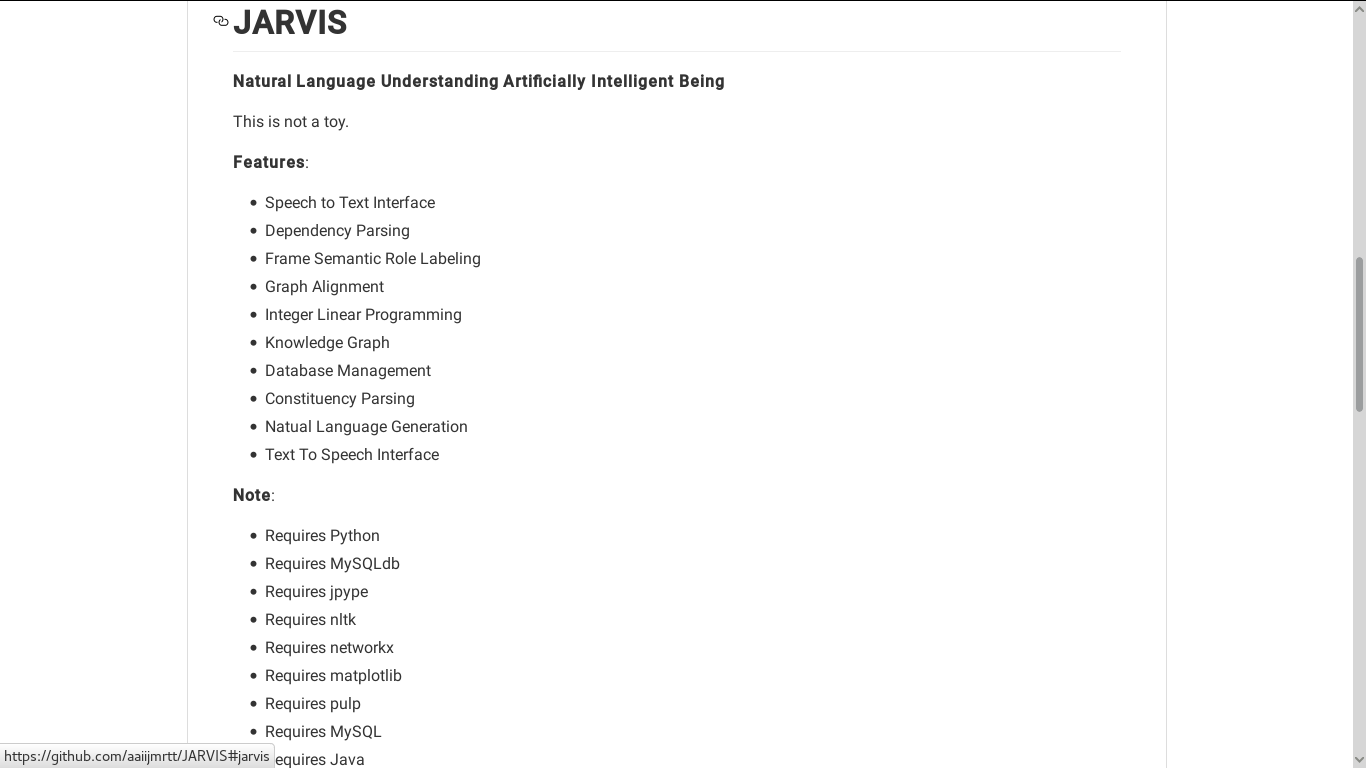 JARVIS
Natural Language Understanding Artificially Intelligent Being
This is not a toy.
Features:
Speech to Text Interface
Dependency Parsing
Frame Semantic Role Labeling
Graph Alignment
Integer Linear Programming
Knowledge Graph
Database Management
Constituency Parsing
Natual Language Generation
Text To Speech Interface
Note:
Requires Python
Requires MySQLdb
Requires jpype
Requires nltk
Requires networkx
Requires matplotlib
Requires pulp
Requires MySQL
equires Java
https://github.com/aaiijmrtt/JARVIS#jarvis